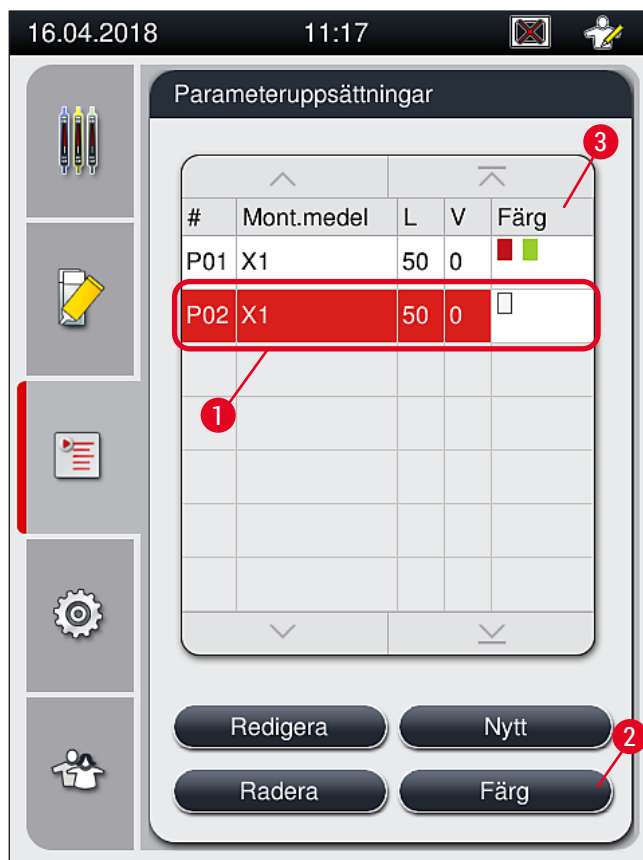 16.04.2018 11:17
Parameteruppsättningar
3
# Mont.medel L V Färg
P01 X1 50 0
P02 X1 50 0
1
Redigera Nytt
2
Radera Färg